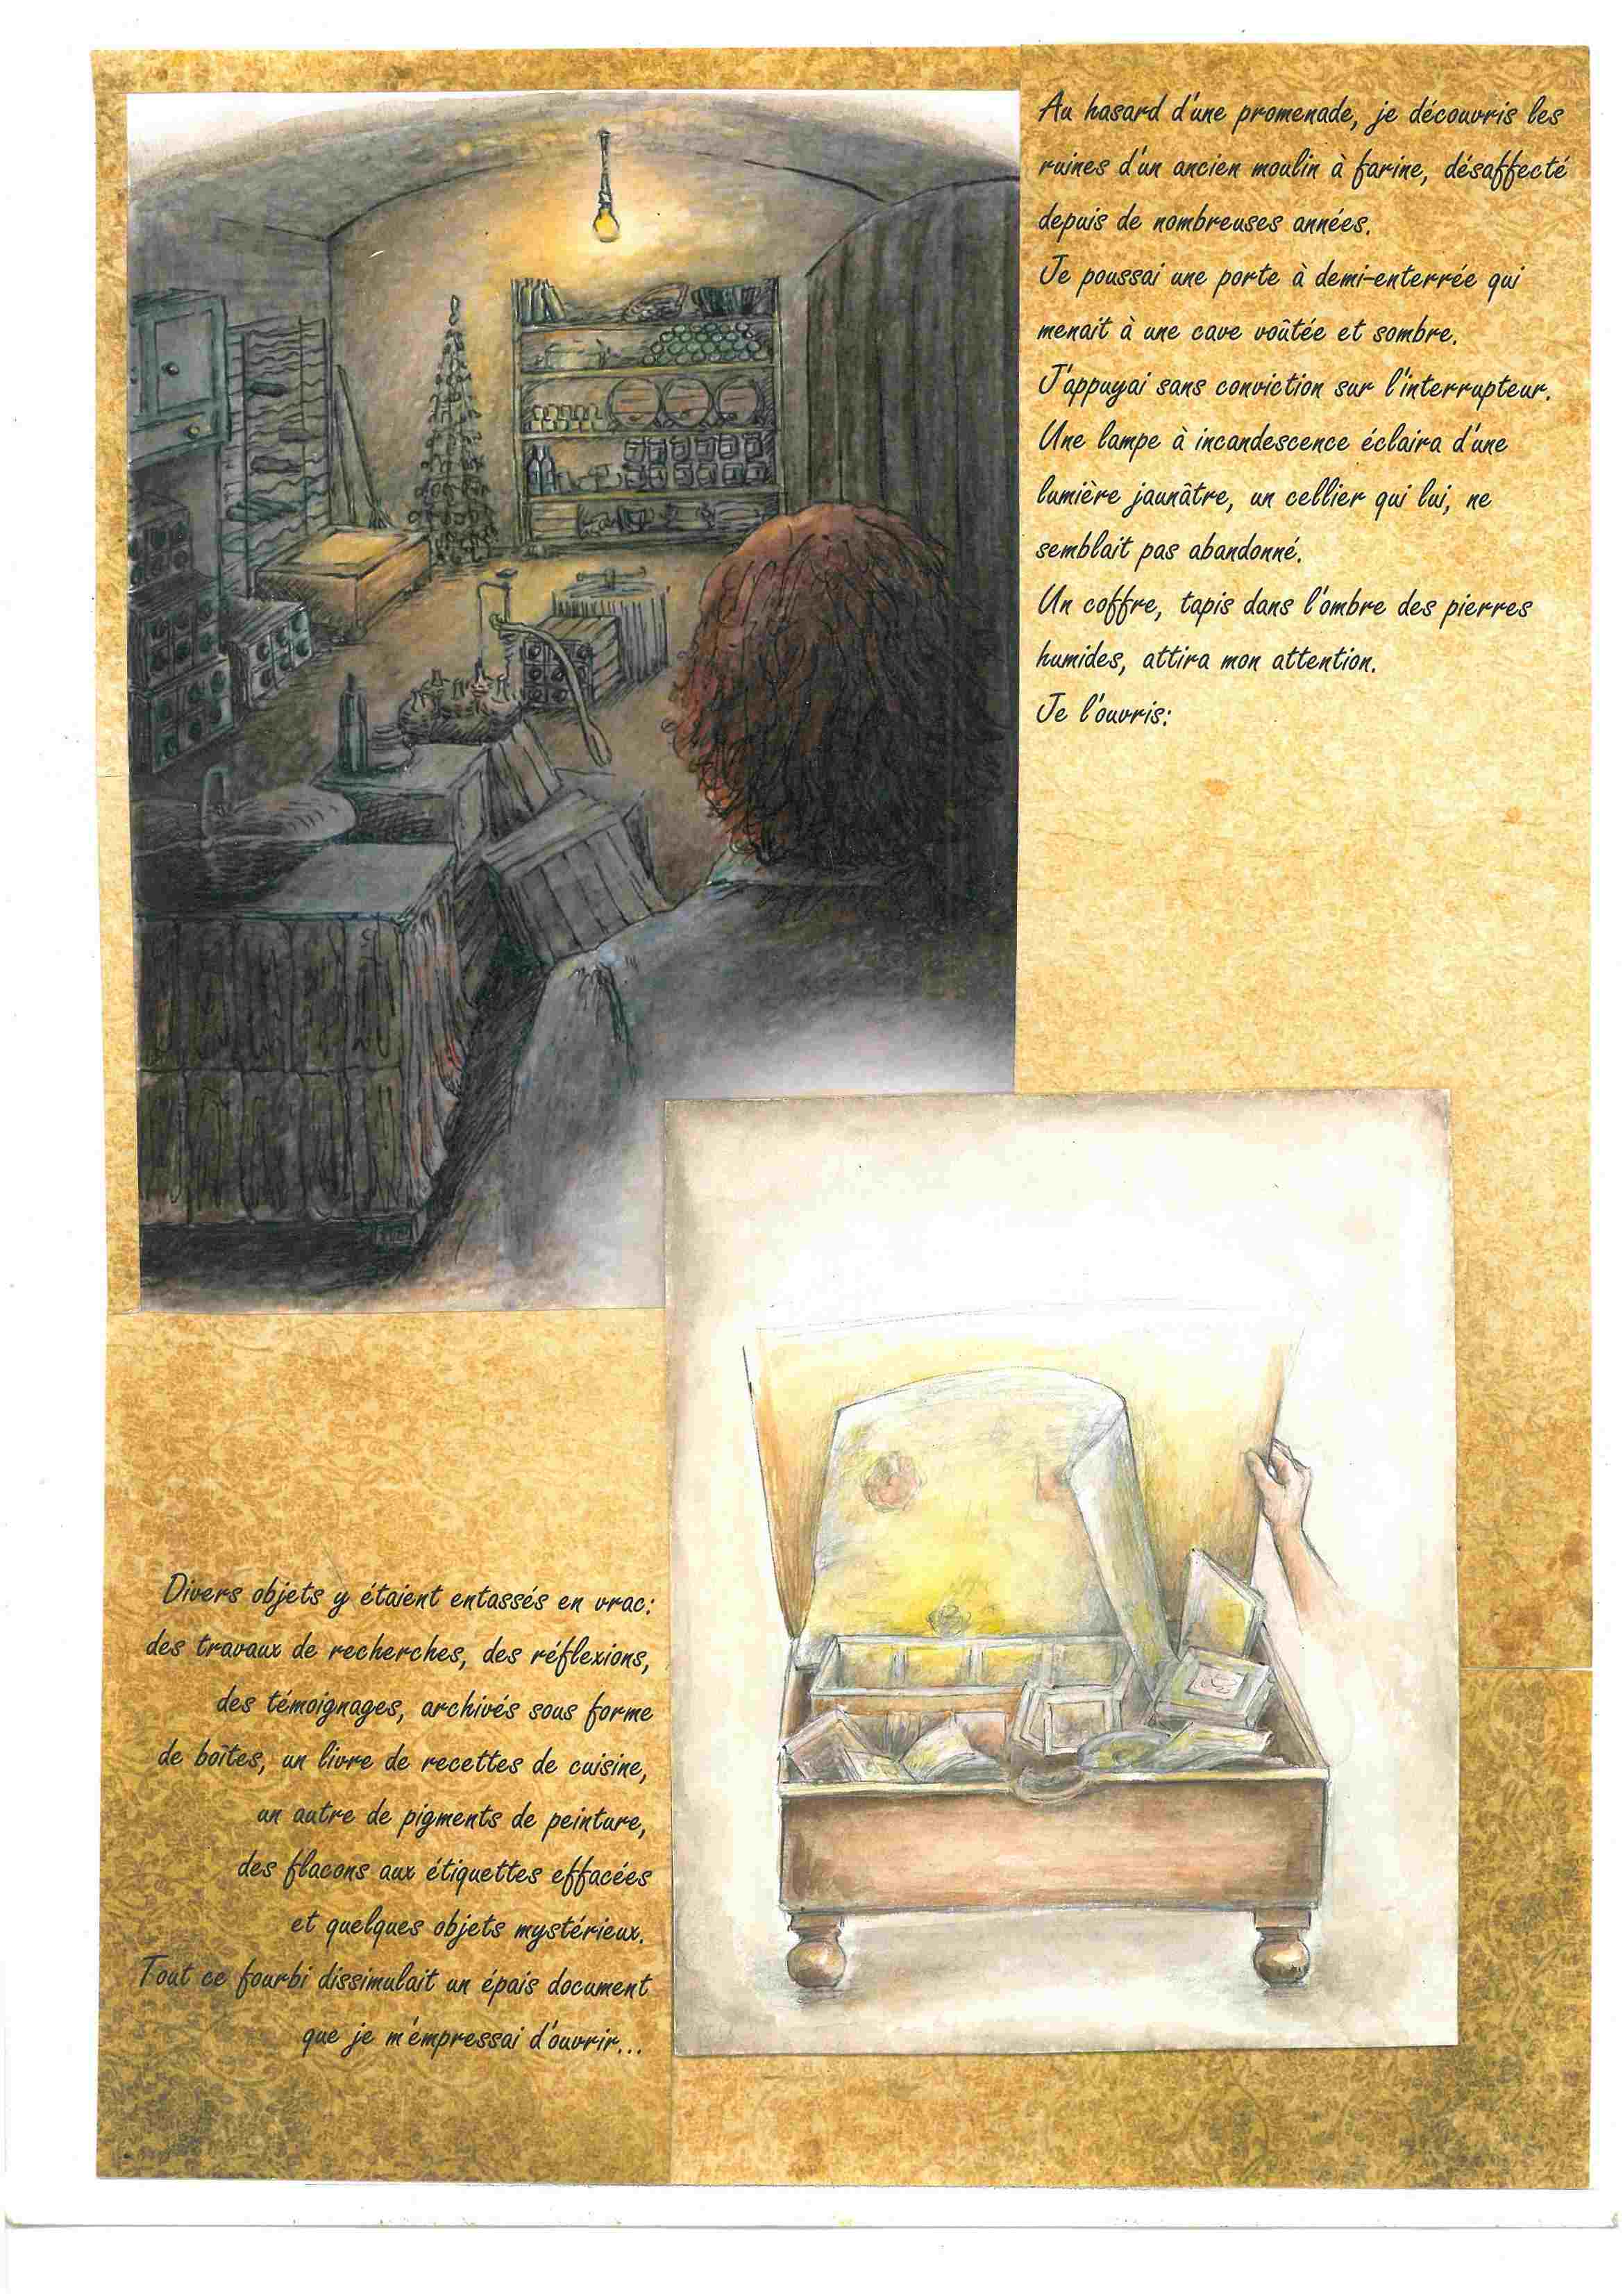 Au hasard d'une promenade, je découvris les
ruines d'un ancien moulin à farine, désaffecté
depuis de nombreuses années.
Je poussai une porte à demi-enterrée qui
menait à une cave voûtée et sombre.
J'appuyai sans conviction sur l'interrupteur.
Une lampe à incandescence éclaira d'une
lumière jaunâtre, un cellier qui lui, ne
semblait pas abandonné.
Un coffre, tapis dans l'ombre des pierres
humides, attira mon attention.
Je l'ouvris:
Divers objets y étaient entassés en vrac:
des travaux de recherches, des réflexions,
des témoignages, archivés sous forme
de boîtes, un livre de recettes de cuisine,
un autre de pigments de peinture,
des flacons aux étiquettes effacées
et quelques objets mystérieux.
Tout ce fourbi dissimulait un épais document
que je m'empressai d'ouvrir...